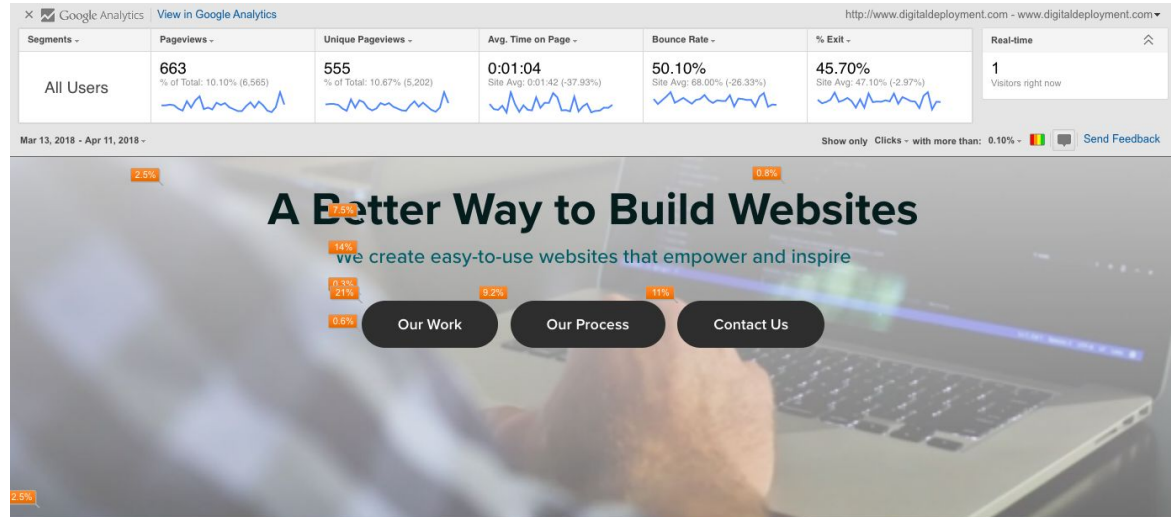 × Google Analytics View in Google Analytics http://www.digitaldeployment.com - www.digitaldeployment.com
Segments Pageviews Unique Pageviews Avg. Time on Page Bounce Rate % Exit Real-time
All Users
663 555 0:01:04 50.10% 45.70% 1
% of Total: 10.10% (6,565) % of Total: 10.67% (5,202) Site Avg: 0:01:42 (-37.93%) Site Avg: 68.00% (-26.33%) Site Avg: 47.10% (-2.97%) Visitors right now
Mar 13, 2018 - Apr 11, 2018 Show only Clicks with more than: 0.10% Send Feedback
2.5% 0.8%
A Better Way to Build Websites
7.5%
14%
We create easy-to-use websites that empower and inspire
0.3%
21% 9.2% 11%
0.6% Our Work Our Process Contact Us
2.5%